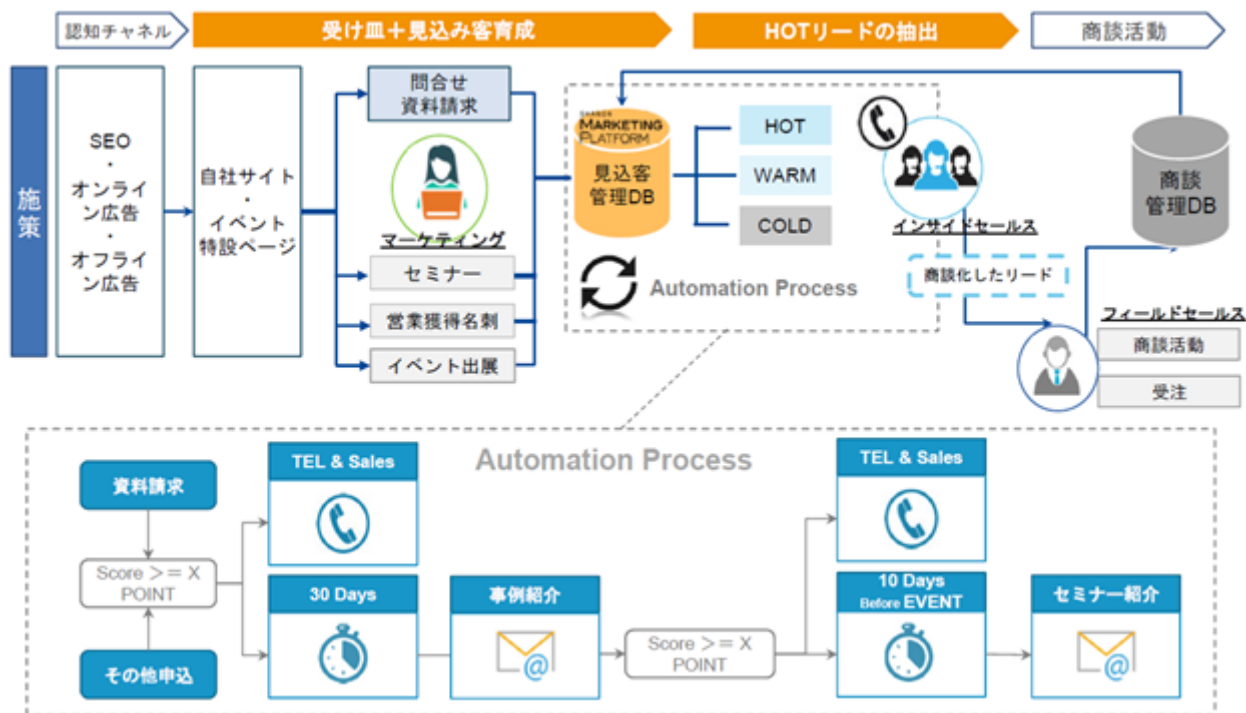 認知チャネル
受け皿＋見込み客育成
HOTリードの抽出
商談活動
施策
SEO
・
オンライ
ン広告
・
オフライ
ン広告
自社サイト
・
イベント
特設ページ
問合せ
資料請求
マーケティング
セミナー
営業獲得名刺
イベント出展
MARKETING
PLATFORM
見込客
管理DB
HOT
WARM
COLD
Automation Process
インサイドセールス
商談化したリード
商談
管理DB
フィールドセールス
商談活動
受注
Automation Process
資料請求
Score >= X
POINT
その他申込
TEL & Sales
30 Days
事例紹介
Score >= X
POINT
TEL & Sales
10 Days
Before EVENT
セミナー紹介